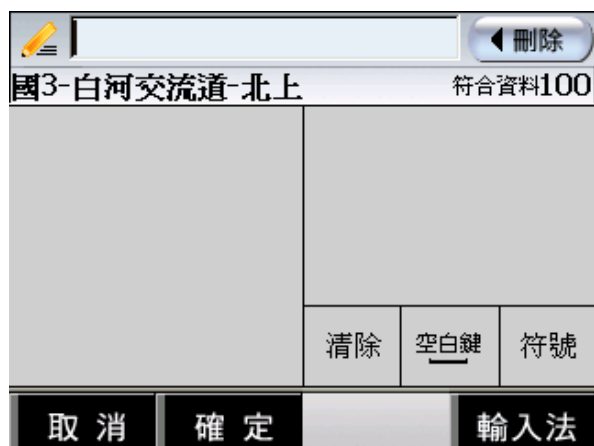 刪除
國3-白河交流道-北上 符合資料100
清除 空白鍵 符號
取消 確定 輸入法